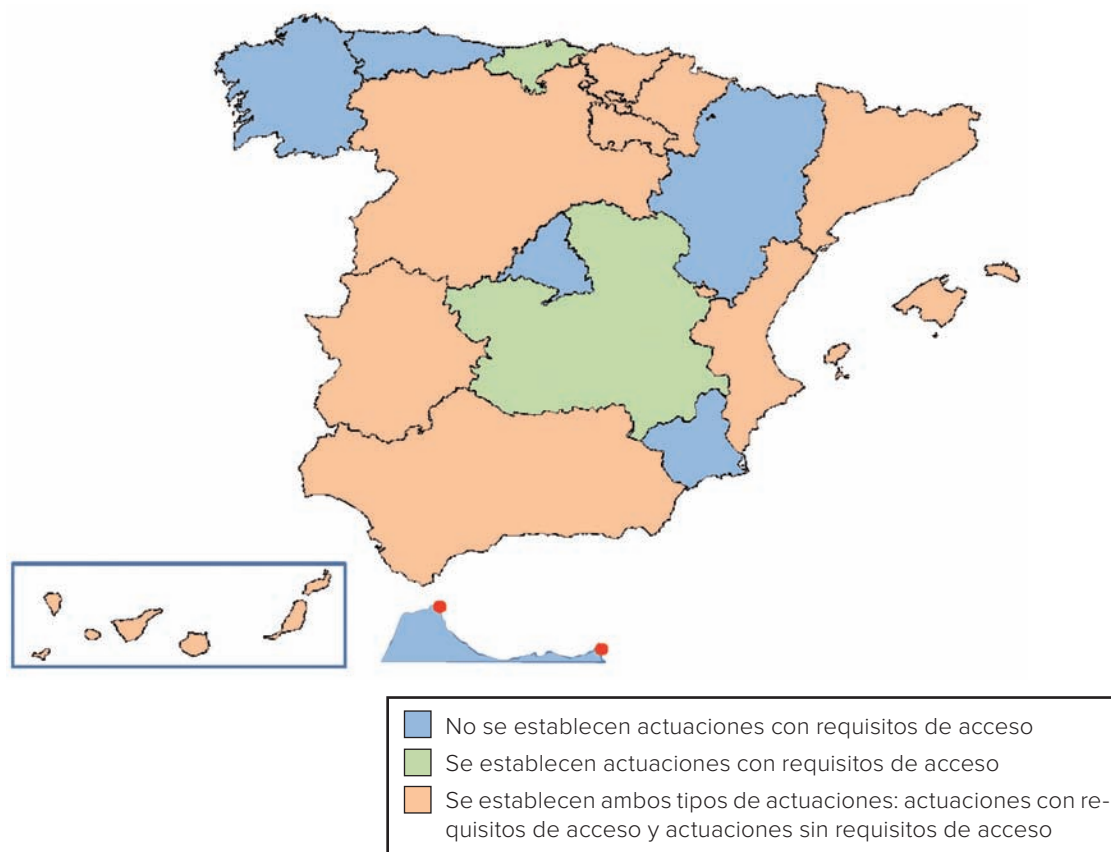 No se establecen actuaciones con requisitos de acceso
Se establecen actuaciones con requisitos de acceso
Se establecen ambos tipos de actuaciones: actuaciones con re-
quisitos de acceso y actuaciones sin requisitos de acceso